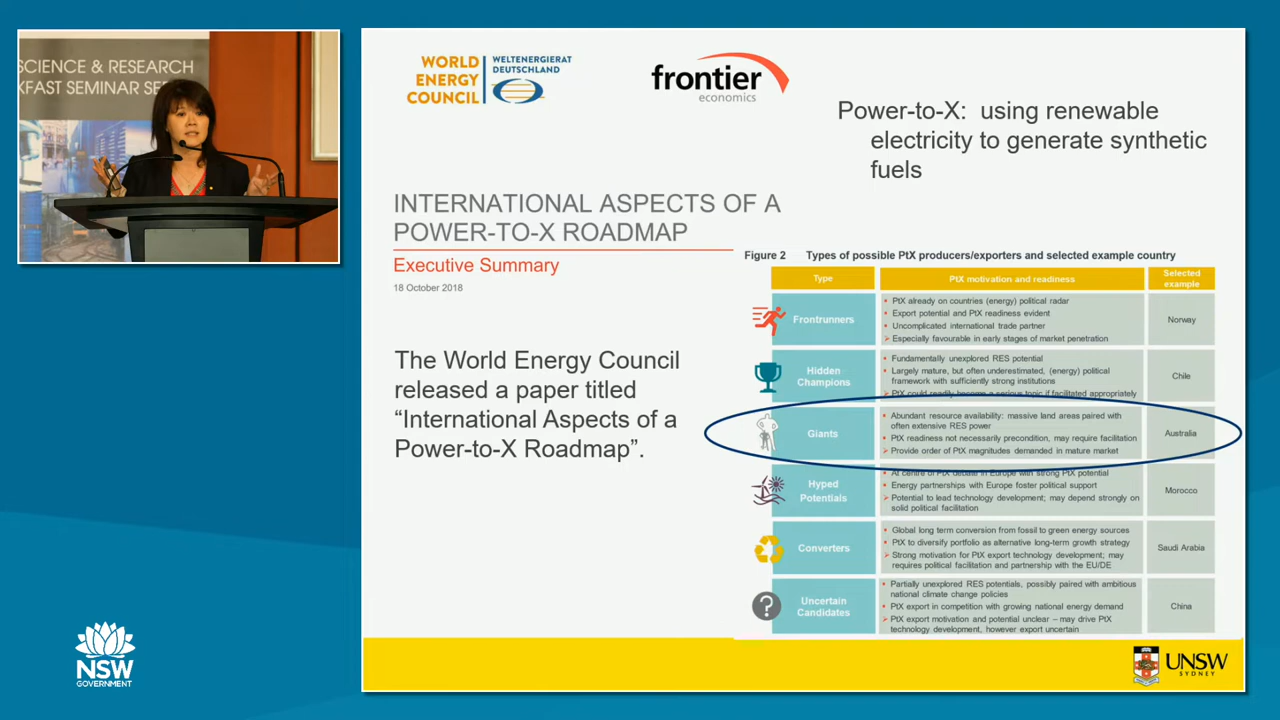 SCIENCE & RESEARCH
KFAST SEMINAR SE
WORLD
ENERGY
COUNCIL
WELTENERGIERAT
DEUTSCHLAND
frontier
economics
Power-to-X: using renewable
electricity to generate synthetic
fuels
INTERNATIONAL ASPECTS OF A
POWER-TO-X ROADMAP
Executive Summary
18 October 2018
The World Energy Council
released a paper titled
“International Aspects of a
Power-to-X Roadmap”.
Figure 2 Types of possible PtX producers/exporters and selected example country
Type
PtX motivation and readiness
Selected
example
Frontrunners
PtX already on countries (energy) political radar
Export potential and PtX readiness evident
Uncomplicated international trade partner
Especially favourable in early stages of market penetration
Norway
Hidden
Champions
Fundamentally unexplored RES potential
Largely mature, but often underestimated, (energy) political
framework with sufficiently strong institutions
PtX could readily become a serious topic if facilitated appropriately
Chile
Giants
Abundant resource availability: massive land areas paired with
often extensive RES power
PtX readiness not necessarily precondition, may require facilitation
Provide order of PtX magnitudes demanded in mature market
Australia
Hyped
Potentials
At centre of PtX debate in Europe with strong PtX potential
Energy partnerships with Europe foster political support
Potential to lead technology development; may depend strongly on
solid political facilitation
Morocco
Converters
Global long term conversion from fossil to green energy sources
PtX to diversify portfolio as alternative long-term growth strategy
Strong motivation for PtX export technology development; may
requires political facilitation and partnership with the EU/DE
Saudi Arabia
Uncertain
Candidates
Partially unexplored RES potentials, possibly paired with ambitious
national climate change policies
PtX export in competition with growing national energy demand
PtX export motivation and potential unclear – may drive PtX
technology development, however export uncertain
China
?
NSW
GOVERNMENT
UNSW
SYDNEY